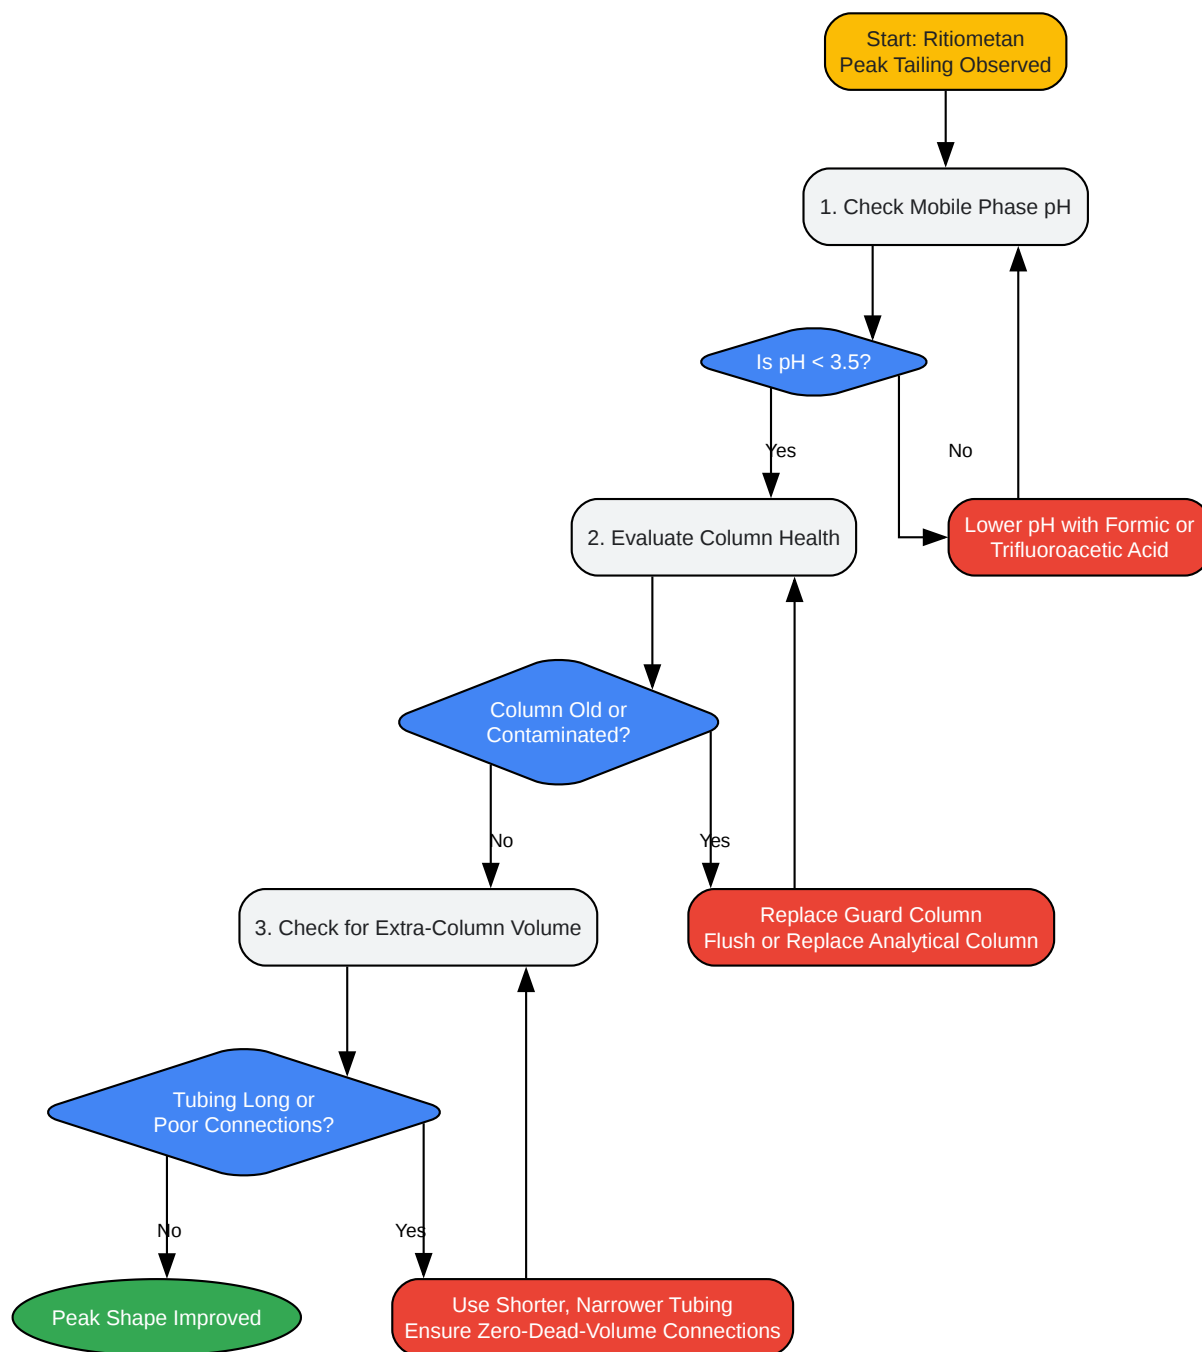 Start: Ritiometan
Peak Tailing Observed
1. Check Mobile Phase pH
Is pH < 3.5?
Yes
No
2. Evaluate Column Health
Lower pH with Formic or
Trifluoroacetic Acid
Column Old or
Contaminated?
No
Yes
3. Check for Extra-Column Volume
Replace Guard Column
Flush or Replace Analytical Column
Tubing Long or
Poor Connections?
No
Yes
Peak Shape Improved
Use Shorter, Narrower Tubing
Ensure Zero-Dead-Volume Connections